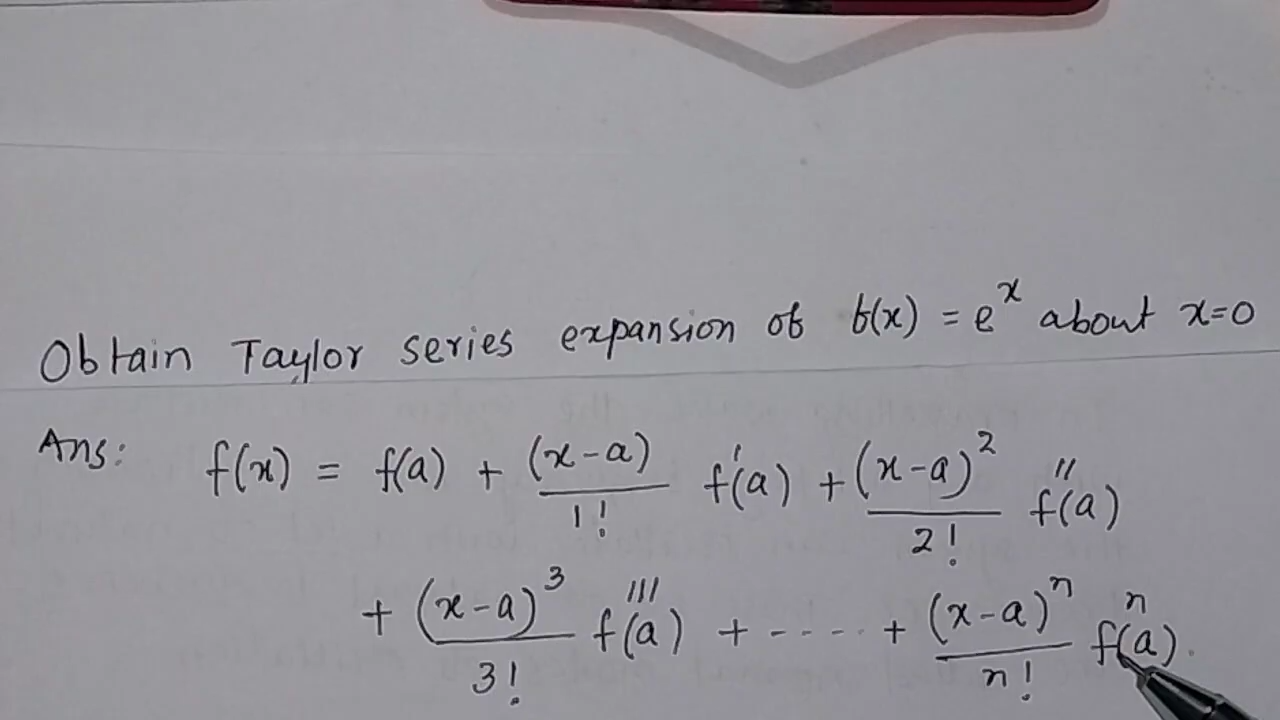 Obtain Taylor series expansion of f(x) = e^x about x=0
Ans: f(x) = f(a) + (x-a)/1! f'(a) + (x-a)^2/2! f''(a)
+ (x-a)^3/3! f'''(a) + ---- + (x-a)^n/n! f^n(a).